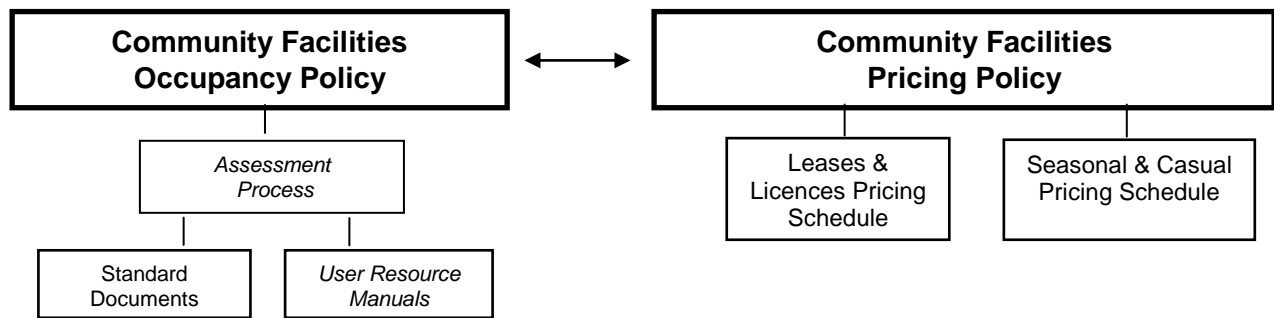 Community Facilities
Occupancy Policy
Community Facilities
Pricing Policy
Assessment
Process
Leases &
Licences Pricing
Schedule
Seasonal & Casual
Pricing Schedule
Standard
Documents
User Resource
Manuals